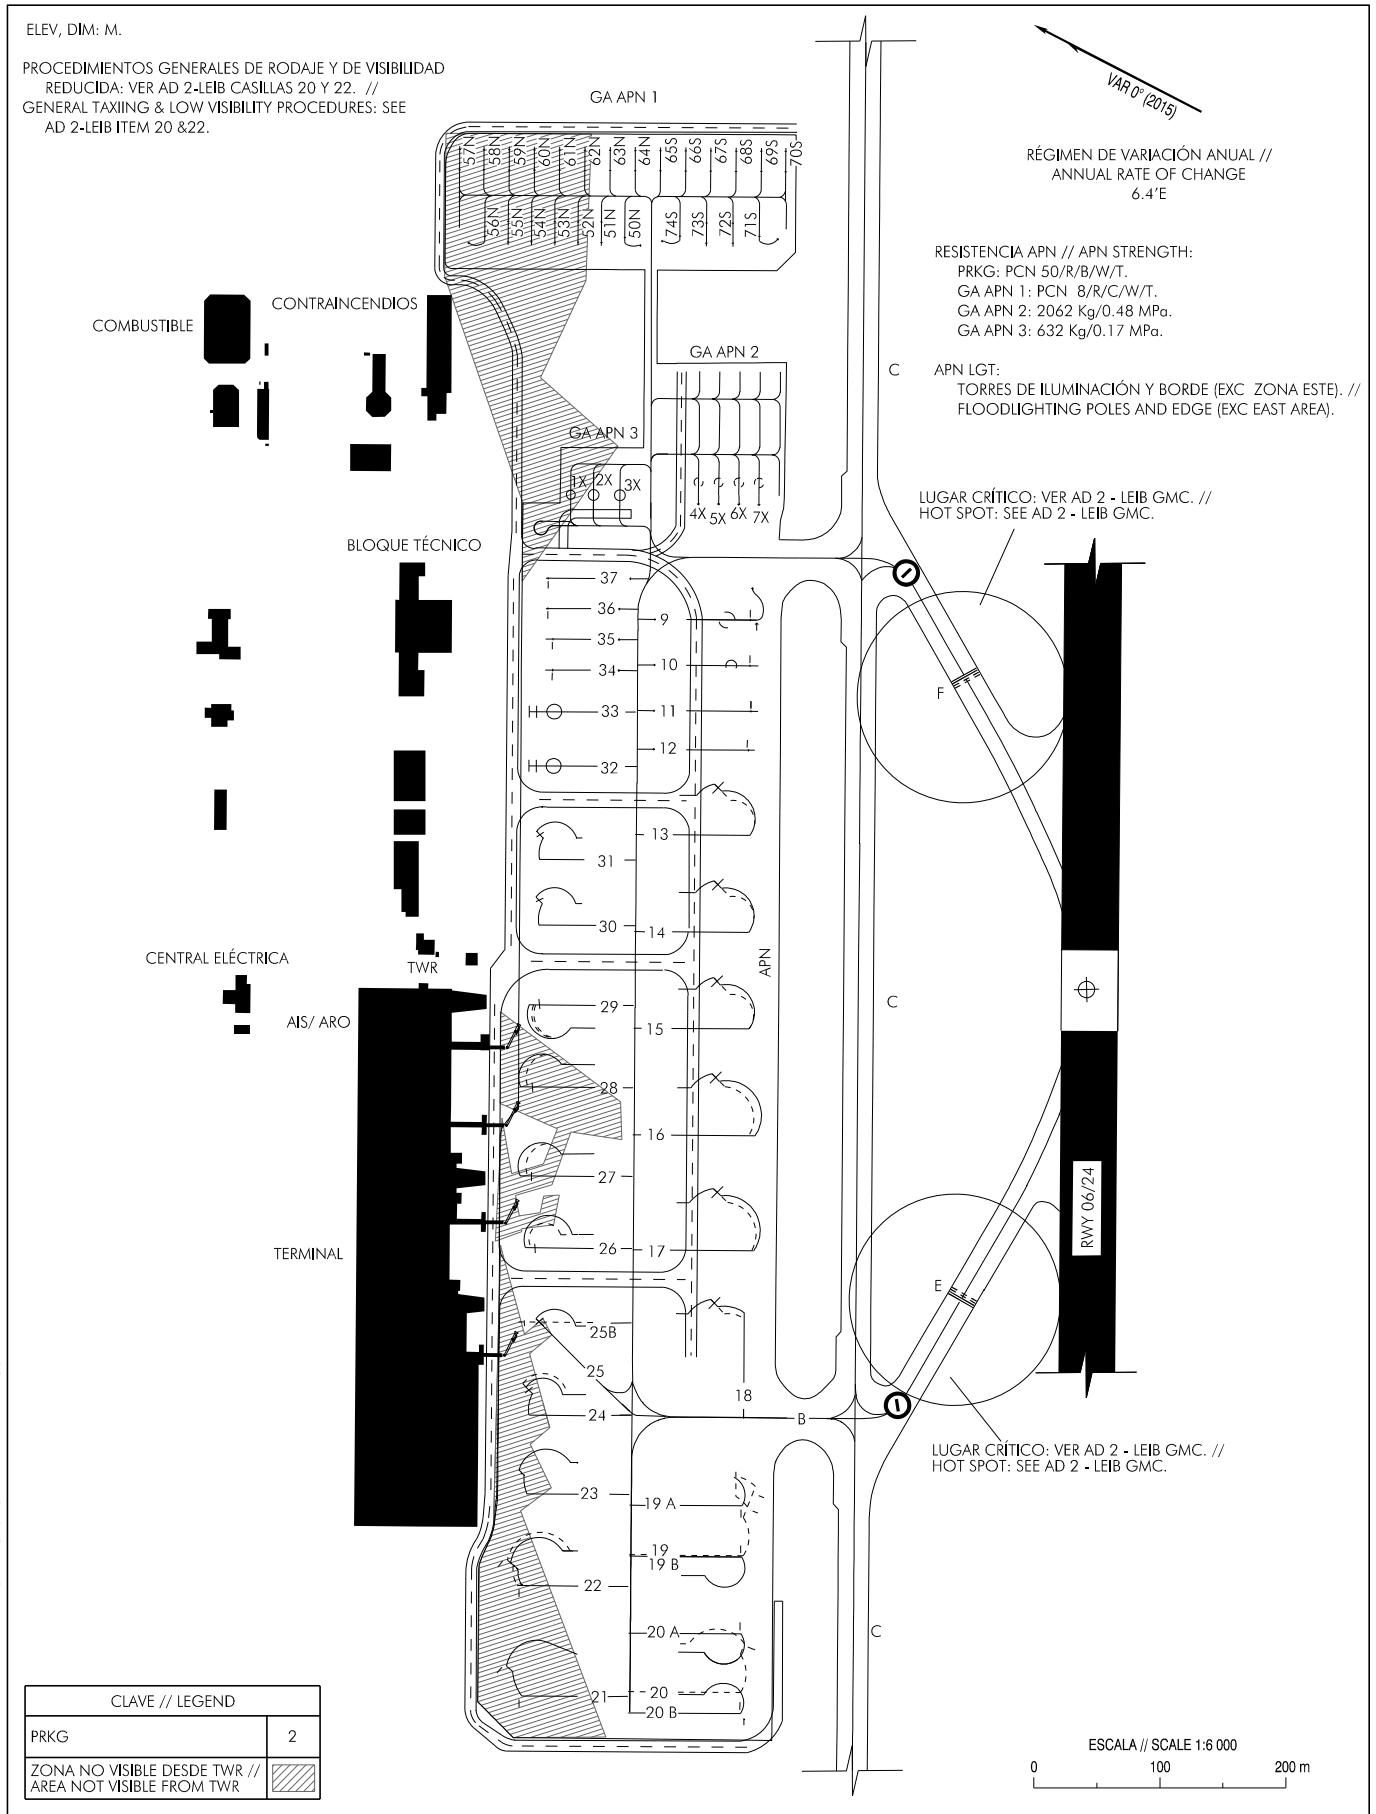 ELEV, DIM: M.
PROCEDIMIENTOS GENERALES DE RODAJE Y DE VISIBILIDAD
REDUCIDA: VER AD 2-LEIB CASILLAS 20 Y 22. //
GENERAL TAXIING & LOW VISIBILITY PROCEDURES: SEE
AD 2-LEIB ITEM 20 &22.
GA APN 1
VAR 0° (2015)
RÉGIMEN DE VARIACIÓN ANUAL //
ANNUAL RATE OF CHANGE
6.4'E
57N 58N 59N 60N 61N 62N 63N 64N 65S 66S 67S 68S 69S 70S
56N 55N 54N 53N 52N 51N 50N 74S 73S 72S 71S
RESISTENCIA APN // APN STRENGTH:
PRKG: PCN 50/R/B/W/T.
GA APN 1: PCN 8/R/C/W/T.
GA APN 2: 2062 Kg/0.48 MPa.
GA APN 3: 632 Kg/0.17 MPa.
COMBUSTIBLE
CONTRAINCENDIOS
GA APN 2
C
APN LGT:
TORRES DE ILUMINACIÓN Y BORDE (EXC ZONA ESTE). //
FLOODLIGHTING POLES AND EDGE (EXC EAST AREA).
GA APN 3
1X 2X 3X
4X 5X 6X 7X
LUGAR CRÍTICO: VER AD 2 - LEIB GMC. //
HOT SPOT: SEE AD 2 - LEIB GMC.
BLOQUE TÉCNICO
37
36
9
35
34
10
F
33
11
12
32
13
31
30
14
CENTRAL ELÉCTRICA
TWR
APN
29
C
AIS/ ARO
15
28
16
27
RWY 06/24
TERMINAL
26
17
E
25B
25
18
24
B
LUGAR CRÍTICO: VER AD 2 - LEIB GMC. //
HOT SPOT: SEE AD 2 - LEIB GMC.
23
19 A
19
19 B
22
20 A
C
21
20
20 B
CLAVE // LEGEND
PRKG 2
ZONA NO VISIBLE DESDE TWR //
AREA NOT VISIBLE FROM TWR
ESCALA // SCALE 1:6 000
0 100 200 m